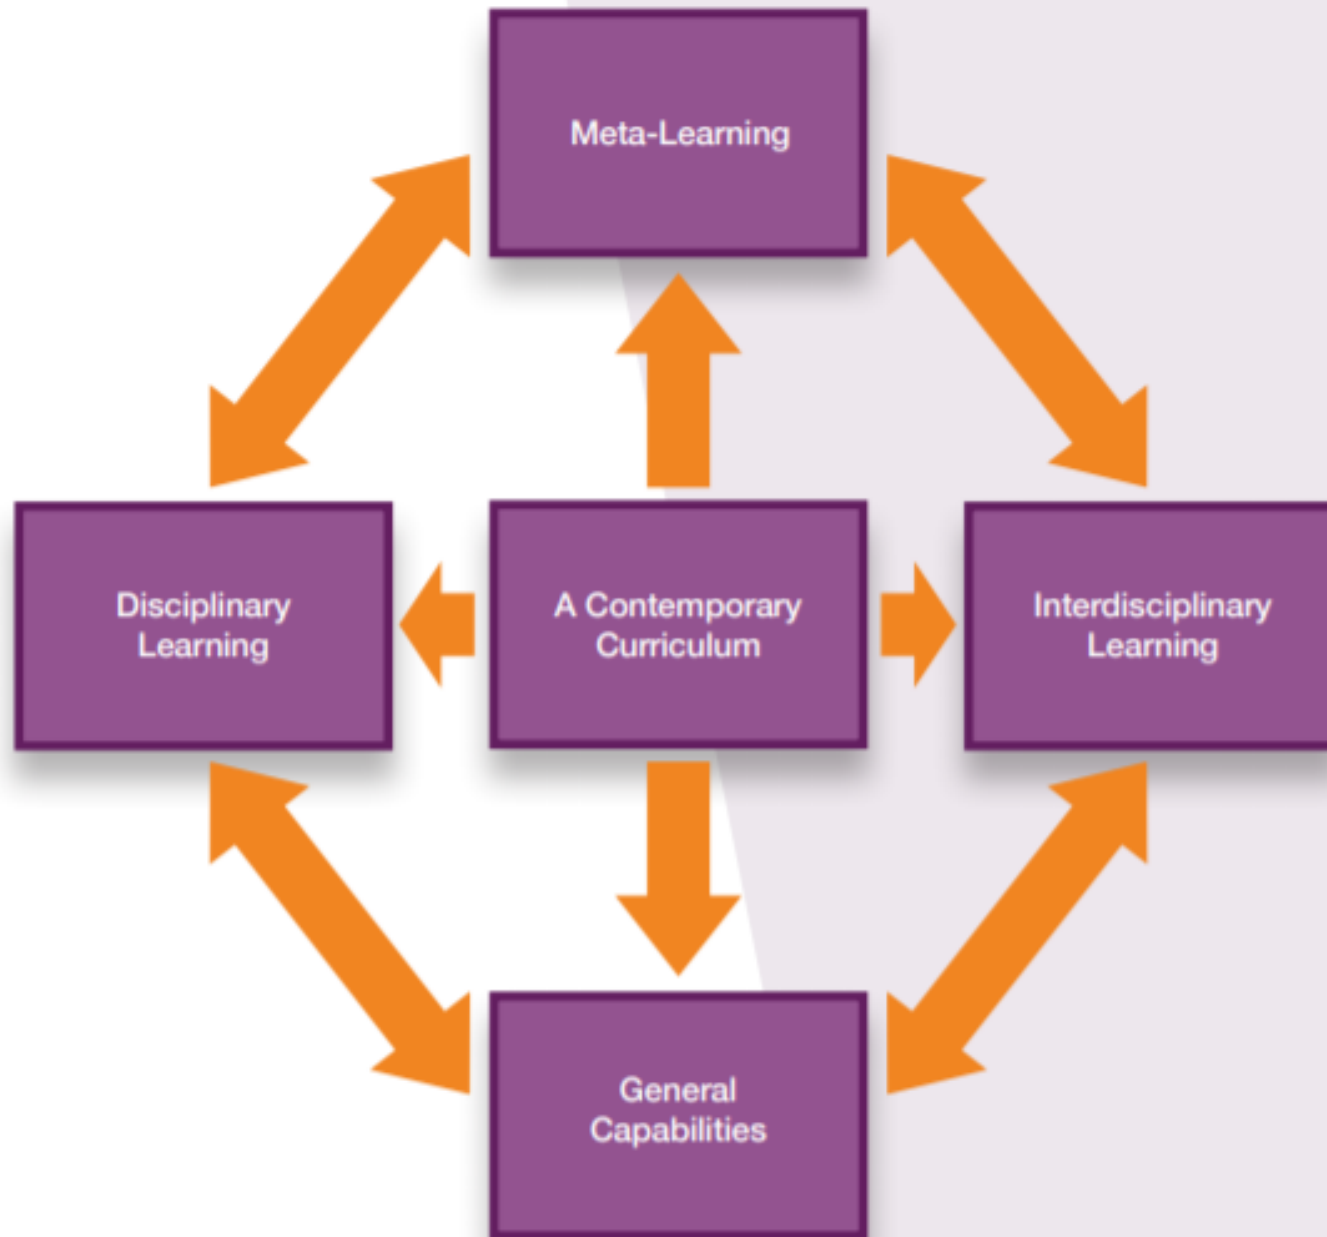 Meta-Learning
Disciplinary
Learning
A Contemporary
Curriculum
Interdisciplinary
Learning
General
Capabilities